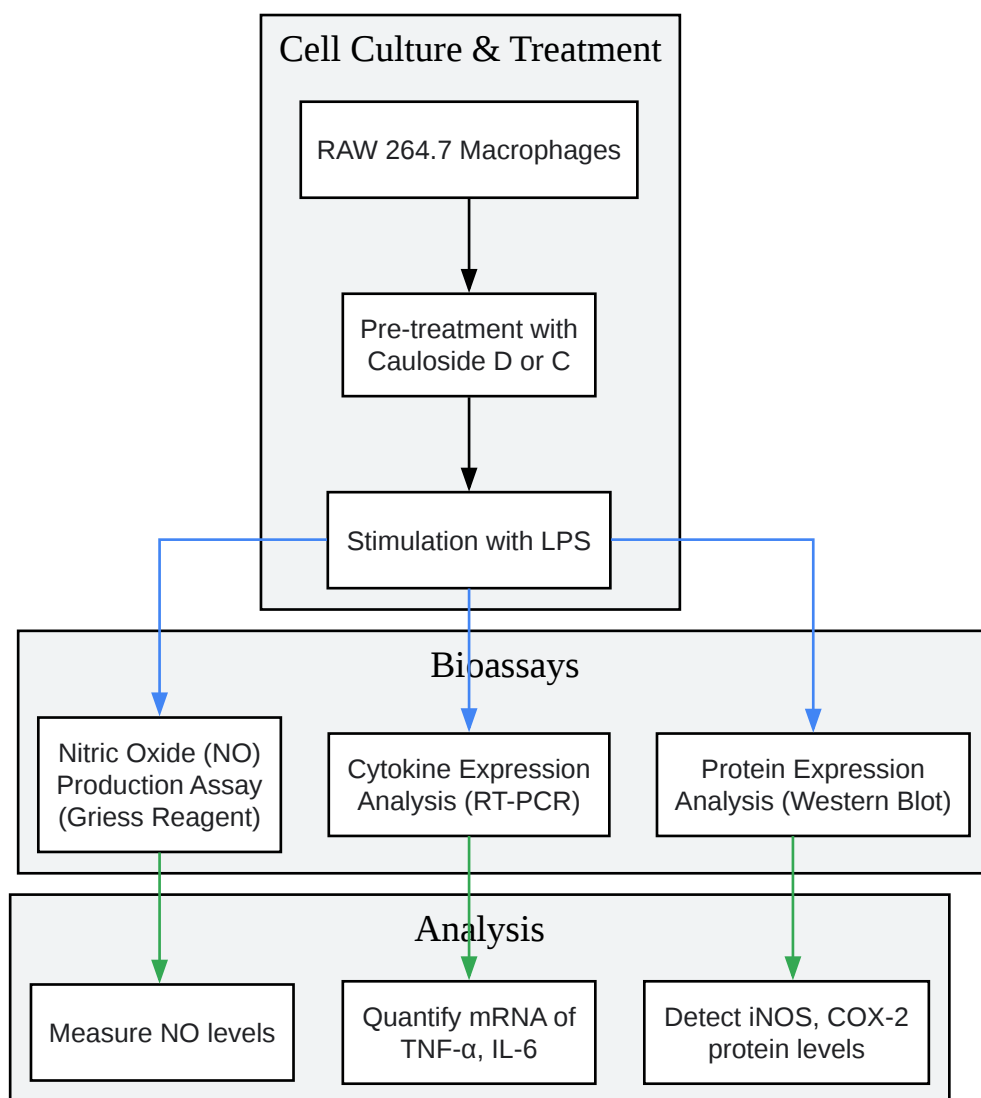 Cell Culture & Treatment
RAW 264.7 Macrophages
Pre-treatment with
Cauloside D or C
Stimulation with LPS
Bioassays
Nitric Oxide (NO)
Production Assay
(Griess Reagent)
Cytokine Expression
Analysis (RT-PCR)
Protein Expression
Analysis (Western Blot)
Analysis
Measure NO levels
Quantify mRNA of
TNF-α, IL-6
Detect iNOS, COX-2
protein levels